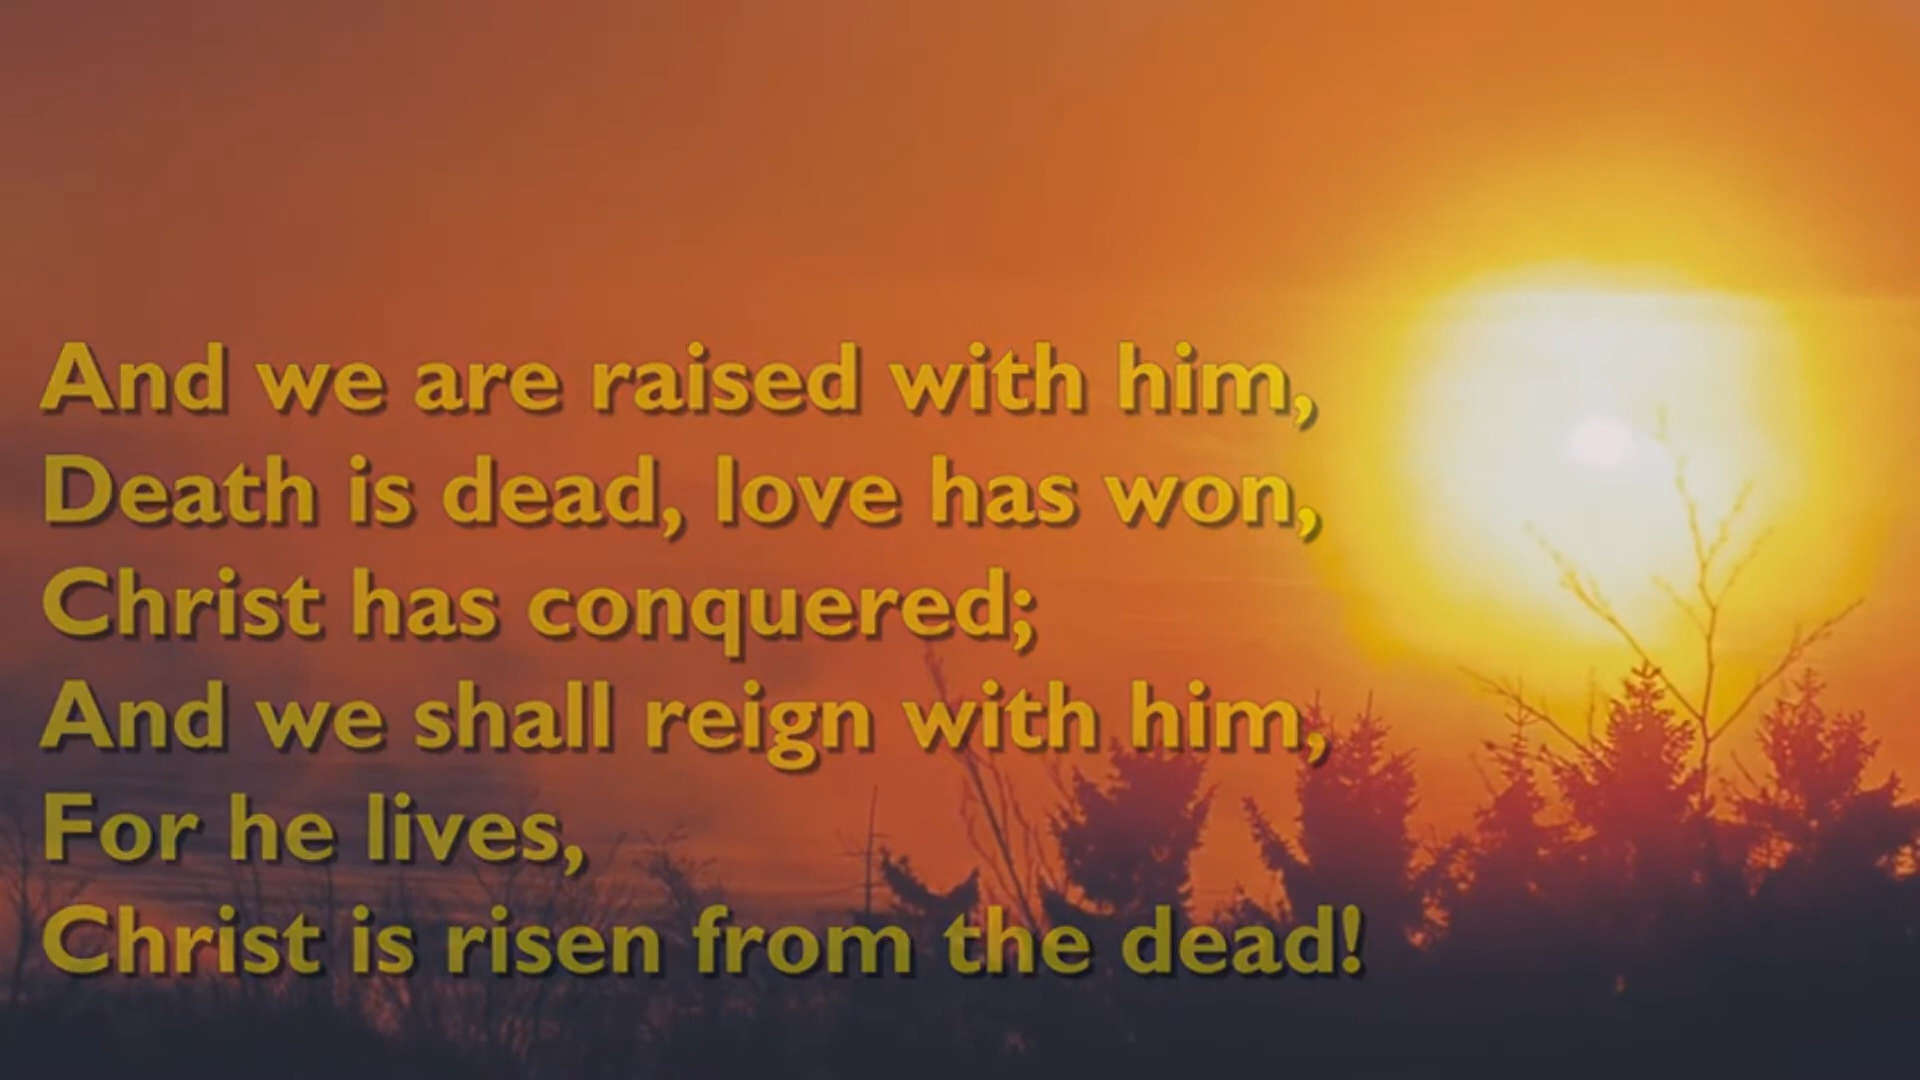 And we are raised with him,
Death is dead, love has won,
Christ has conquered;
And we shall reign with him,
For he lives,
Christ is risen from the dead!